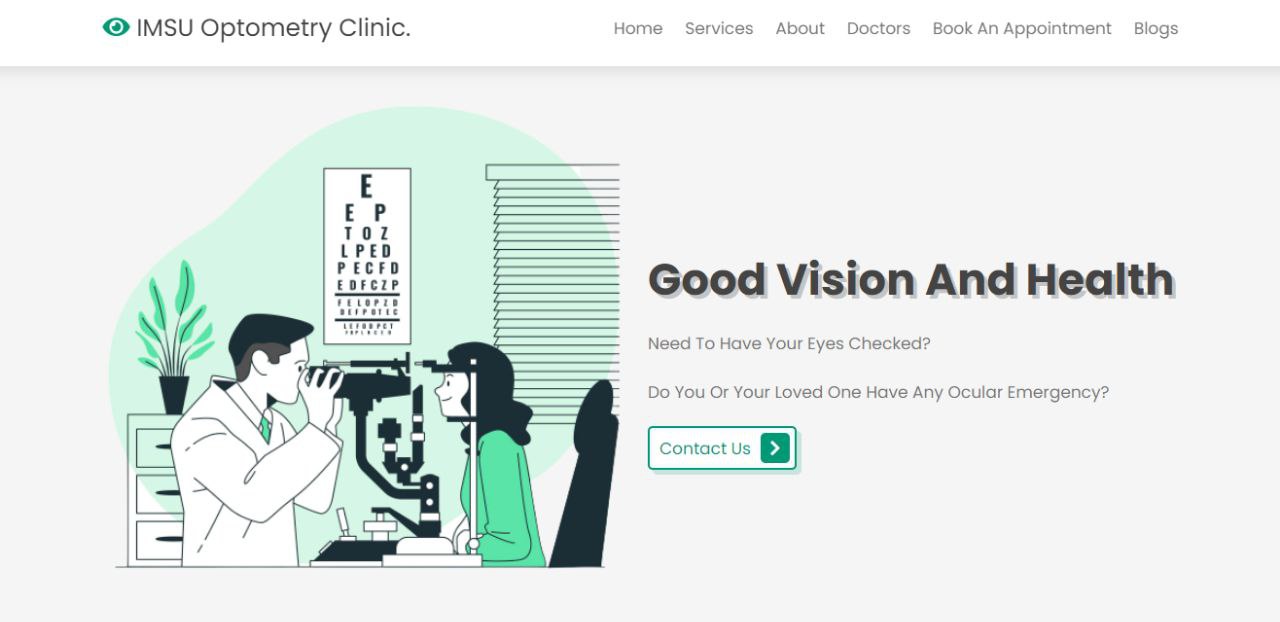 IMSU Optometry Clinic.
Home Services About Doctors Book An Appointment Blogs
E
E P
T O Z
L P E D
P E C F D
E D F C Z P
F E L O P Z D
D E F P O T E C
L E F O D P C T
Good Vision And Health
Need To Have Your Eyes Checked?
Do You Or Your Loved One Have Any Ocular Emergency?
Contact Us